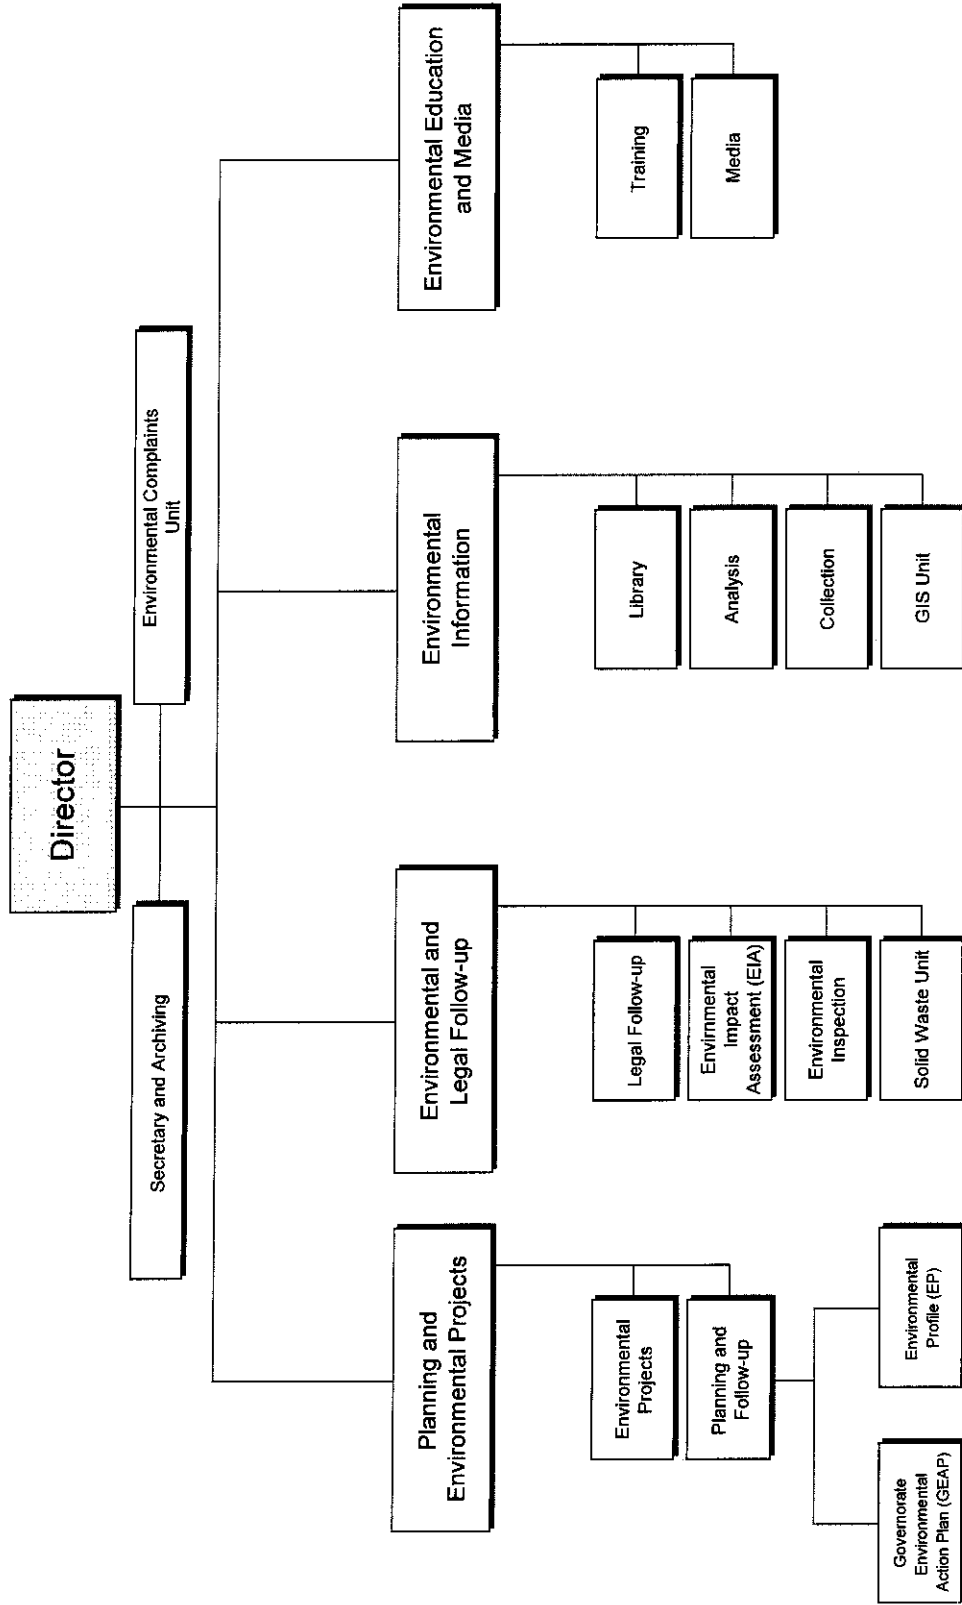 Director
Secretary and Archiving
Environmental Complaints
Unit
Planning and
Environmental Projects
Environmental and
Legal Follow-up
Environmental
Information
Environmental Education
and Media
Environmental
Projects
Planning and
Follow-up
Governorate
Environmental
Action Plan (GEAP)
Environmental
Profile (EP)
Legal Follow-up
Envirnmental
Impact
Assessment (EIA)
Environmental
Inspection
Solid Waste Unit
Library
Analysis
Collection
GIS Unit
Training
Media